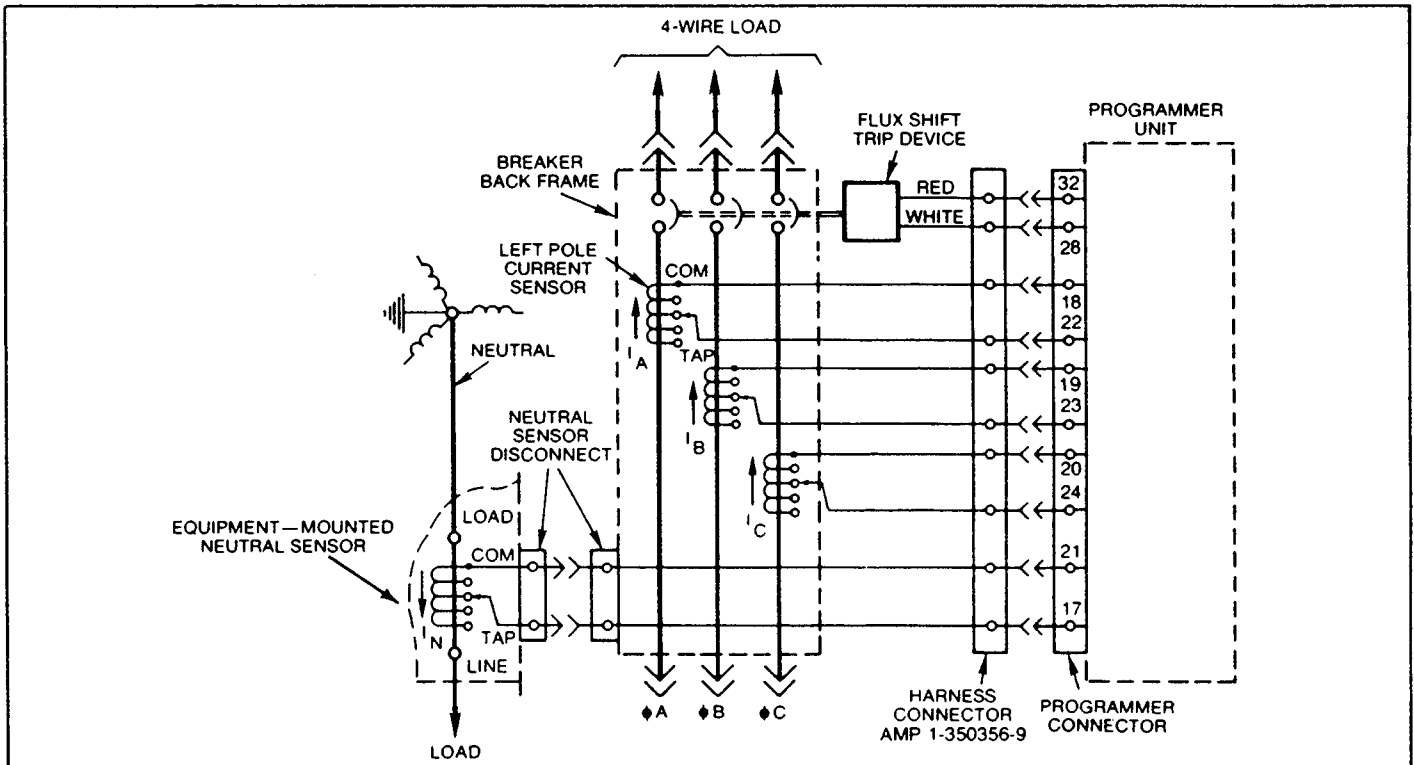 4-WIRE LOAD
PROGRAMMER
UNIT
FLUX SHIFT
TRIP DEVICE
BREAKER
BACK FRAME
RED
WHITE
32
28
LEFT POLE
CURRENT
SENSOR
COM
TAP
I A
18
22
NEUTRAL
I B
19
23
NEUTRAL
SENSOR
DISCONNECT
I C
20
24
EQUIPMENT—MOUNTED
NEUTRAL SENSOR
LOAD
COM
I N
TAP
LINE
21
17
LOAD
ϕA
ϕB
ϕC
HARNESS
CONNECTOR
AMP 1-350356-9
PROGRAMMER
CONNECTOR